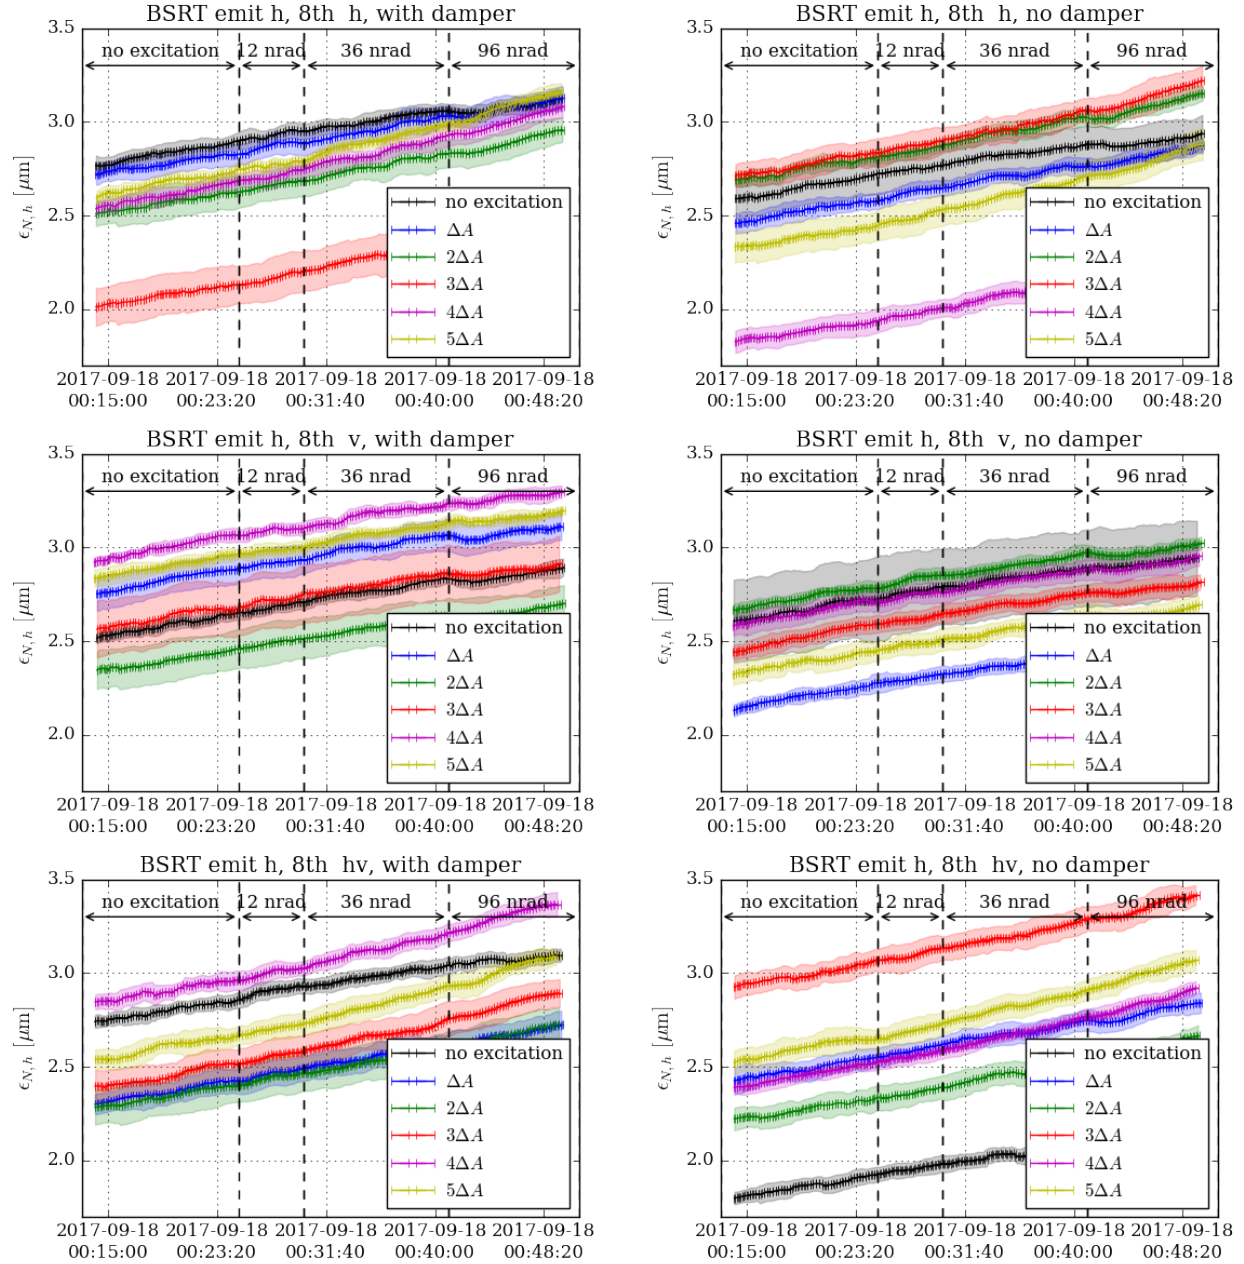 BSRT emit h, 8th  h, with damper
3.5
no excitation
12 nrad
36 nrad
96 nrad
3.0
2.5
2.0
ϵN,h [μm]
no excitation
ΔA
2ΔA
3ΔA
4ΔA
5ΔA
2017-09-18 2017-09-18 2017-09-18 2017-09-18 2017-09-18
00:15:00 00:23:20 00:31:40 00:40:00 00:48:20
BSRT emit h, 8th  h, no damper
3.5
no excitation
12 nrad
36 nrad
96 nrad
3.0
2.5
2.0
ϵN,h [μm]
no excitation
ΔA
2ΔA
3ΔA
4ΔA
5ΔA
2017-09-18 2017-09-18 2017-09-18 2017-09-18 2017-09-18
00:15:00 00:23:20 00:31:40 00:40:00 00:48:20
BSRT emit h, 8th  v, with damper
3.5
no excitation
12 nrad
36 nrad
96 nrad
3.0
2.5
2.0
ϵN,h [μm]
no excitation
ΔA
2ΔA
3ΔA
4ΔA
5ΔA
2017-09-18 2017-09-18 2017-09-18 2017-09-18 2017-09-18
00:15:00 00:23:20 00:31:40 00:40:00 00:48:20
BSRT emit h, 8th  v, no damper
3.5
no excitation
12 nrad
36 nrad
96 nrad
3.0
2.5
2.0
ϵN,h [μm]
no excitation
ΔA
2ΔA
3ΔA
4ΔA
5ΔA
2017-09-18 2017-09-18 2017-09-18 2017-09-18 2017-09-18
00:15:00 00:23:20 00:31:40 00:40:00 00:48:20
BSRT emit h, 8th  hv, with damper
3.5
no excitation
12 nrad
36 nrad
96 nrad
3.0
2.5
2.0
ϵN,h [μm]
no excitation
ΔA
2ΔA
3ΔA
4ΔA
5ΔA
2017-09-18 2017-09-18 2017-09-18 2017-09-18 2017-09-18
00:15:00 00:23:20 00:31:40 00:40:00 00:48:20
BSRT emit h, 8th  hv, no damper
3.5
no excitation
12 nrad
36 nrad
96 nrad
3.0
2.5
2.0
ϵN,h [μm]
no excitation
ΔA
2ΔA
3ΔA
4ΔA
5ΔA
2017-09-18 2017-09-18 2017-09-18 2017-09-18 2017-09-18
00:15:00 00:23:20 00:31:40 00:40:00 00:48:20